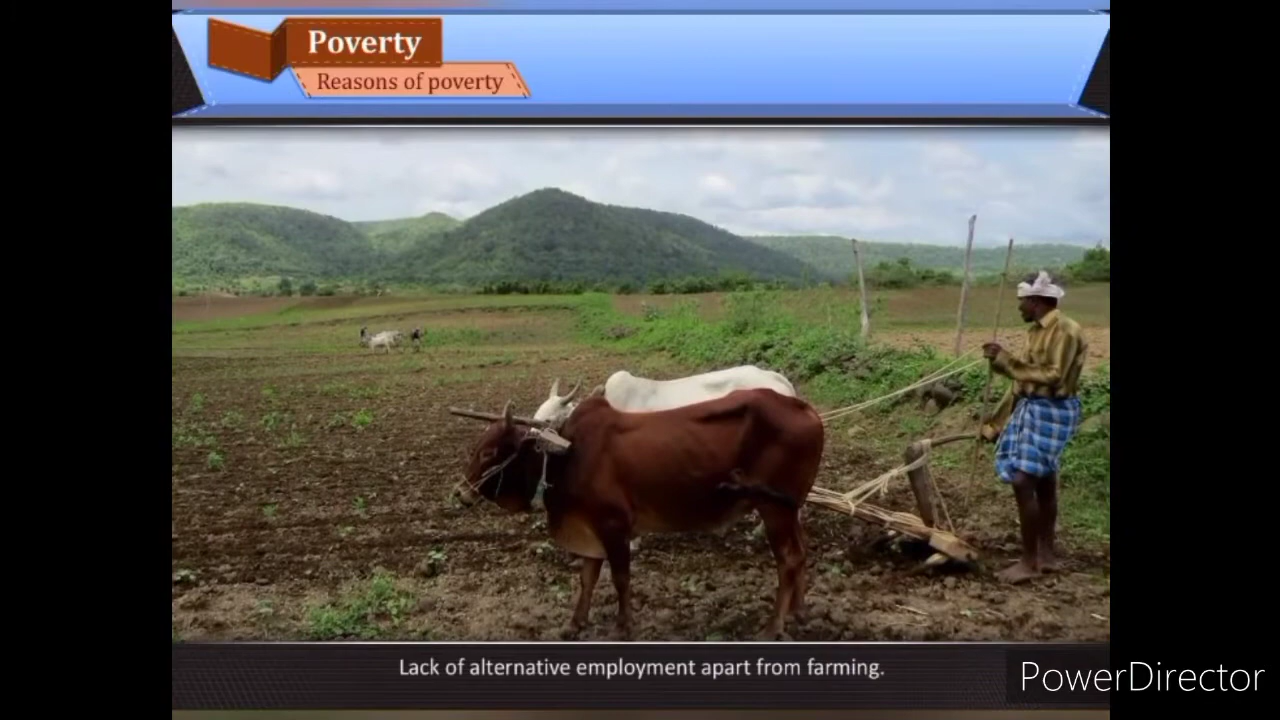 Poverty
Reasons of poverty
Lack of alternative employment apart from farming.
PowerDirector